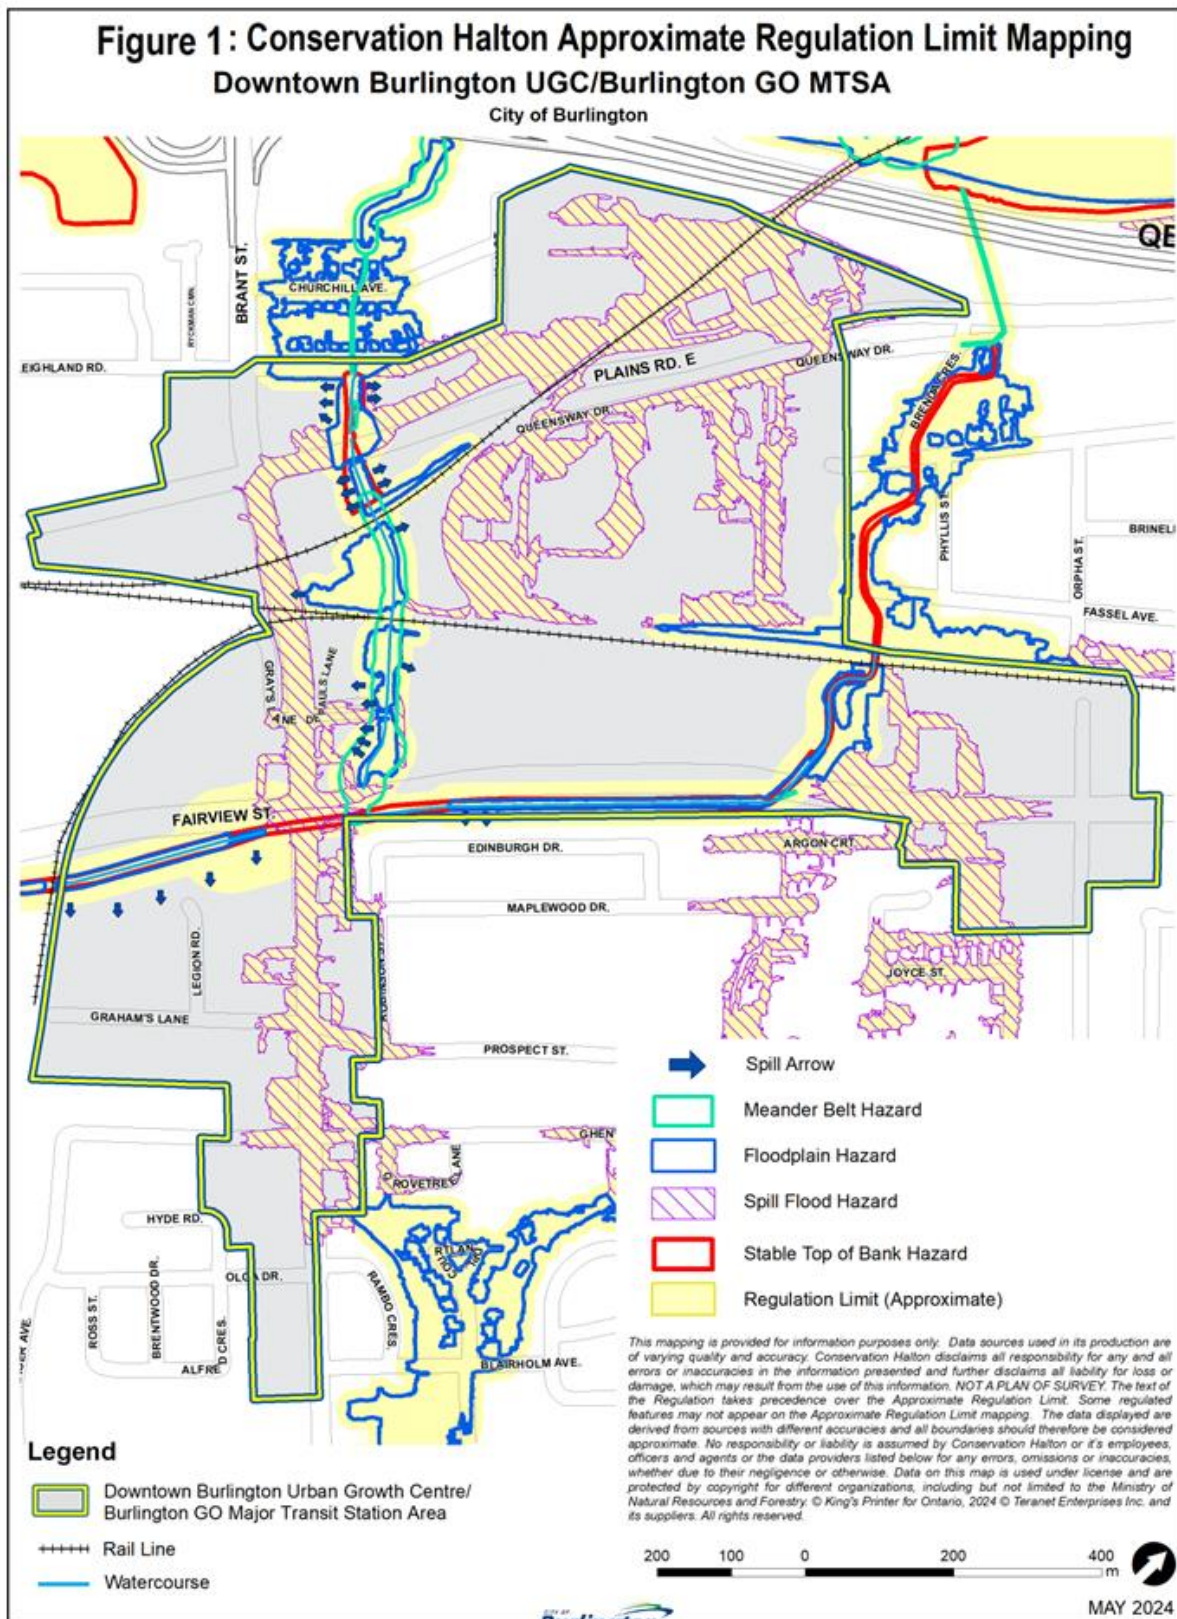 Figure 1: Conservation Halton Approximate Regulation Limit Mapping
Downtown Burlington UGC/Burlington GO MTSA
City of Burlington
QE
BRANT ST.
RYCKMAN CMN.
CHURCHILL AVE.
EIGHLAND RD.
PLAINS RD. E
QUEENSWAY DR.
QUEENSWAY DR.
BRENDA CRES.
PHYLLIS ST.
ORPHA ST.
BRINEL
FASSEL AVE.
GRAY'S L
ANE
PAULS LANE
FAIRVIEW ST.
EDINBURGH DR.
ARGON CRT.
MAPLEWOOD DR.
LEGION RD.
ROBINSON ST.
JOYCE ST.
GRAHAM'S LANE
PROSPECT ST.
GHEN
GROVETREE LANE
HYDE RD.
OLGA DR.
RAMBO CRES.
ROSS ST.
BRENTWOOD DR.
ALFRED CRES.
BLAIRHOLM AVE.
Spill Arrow
Meander Belt Hazard
Floodplain Hazard
Spill Flood Hazard
Stable Top of Bank Hazard
Regulation Limit (Approximate)
This mapping is provided for information purposes only. Data sources used in its production are
of varying quality and accuracy. Conservation Halton disclaims all responsibility for any and all
errors or inaccuracies in the information presented and further disclaims all liability for loss or
damage, which may result from the use of this information. NOT A PLAN OF SURVEY. The text of
the Regulation takes precedence over the Approximate Regulation Limit. Some regulated
features may not appear on the Approximate Regulation Limit mapping. The data displayed are
derived from sources with different accuracies and all boundaries should therefore be considered
approximate. No responsibility or liability is assumed by Conservation Halton or it's employees,
officers and agents or the data providers listed below for any errors, omissions or inaccuracies,
whether due to their negligence or otherwise. Data on this map is used under license and are
protected by copyright for different organizations, including but not limited to the Ministry of
Natural Resources and Forestry. © King's Printer for Ontario, 2024 © Teranet Enterprises Inc. and
its suppliers. All rights reserved.
Legend
Downtown Burlington Urban Growth Centre/
Burlington GO Major Transit Station Area
Rail Line
Watercourse
200 100 0 200 400
m
CITY OF
Burlington
MAY 2024